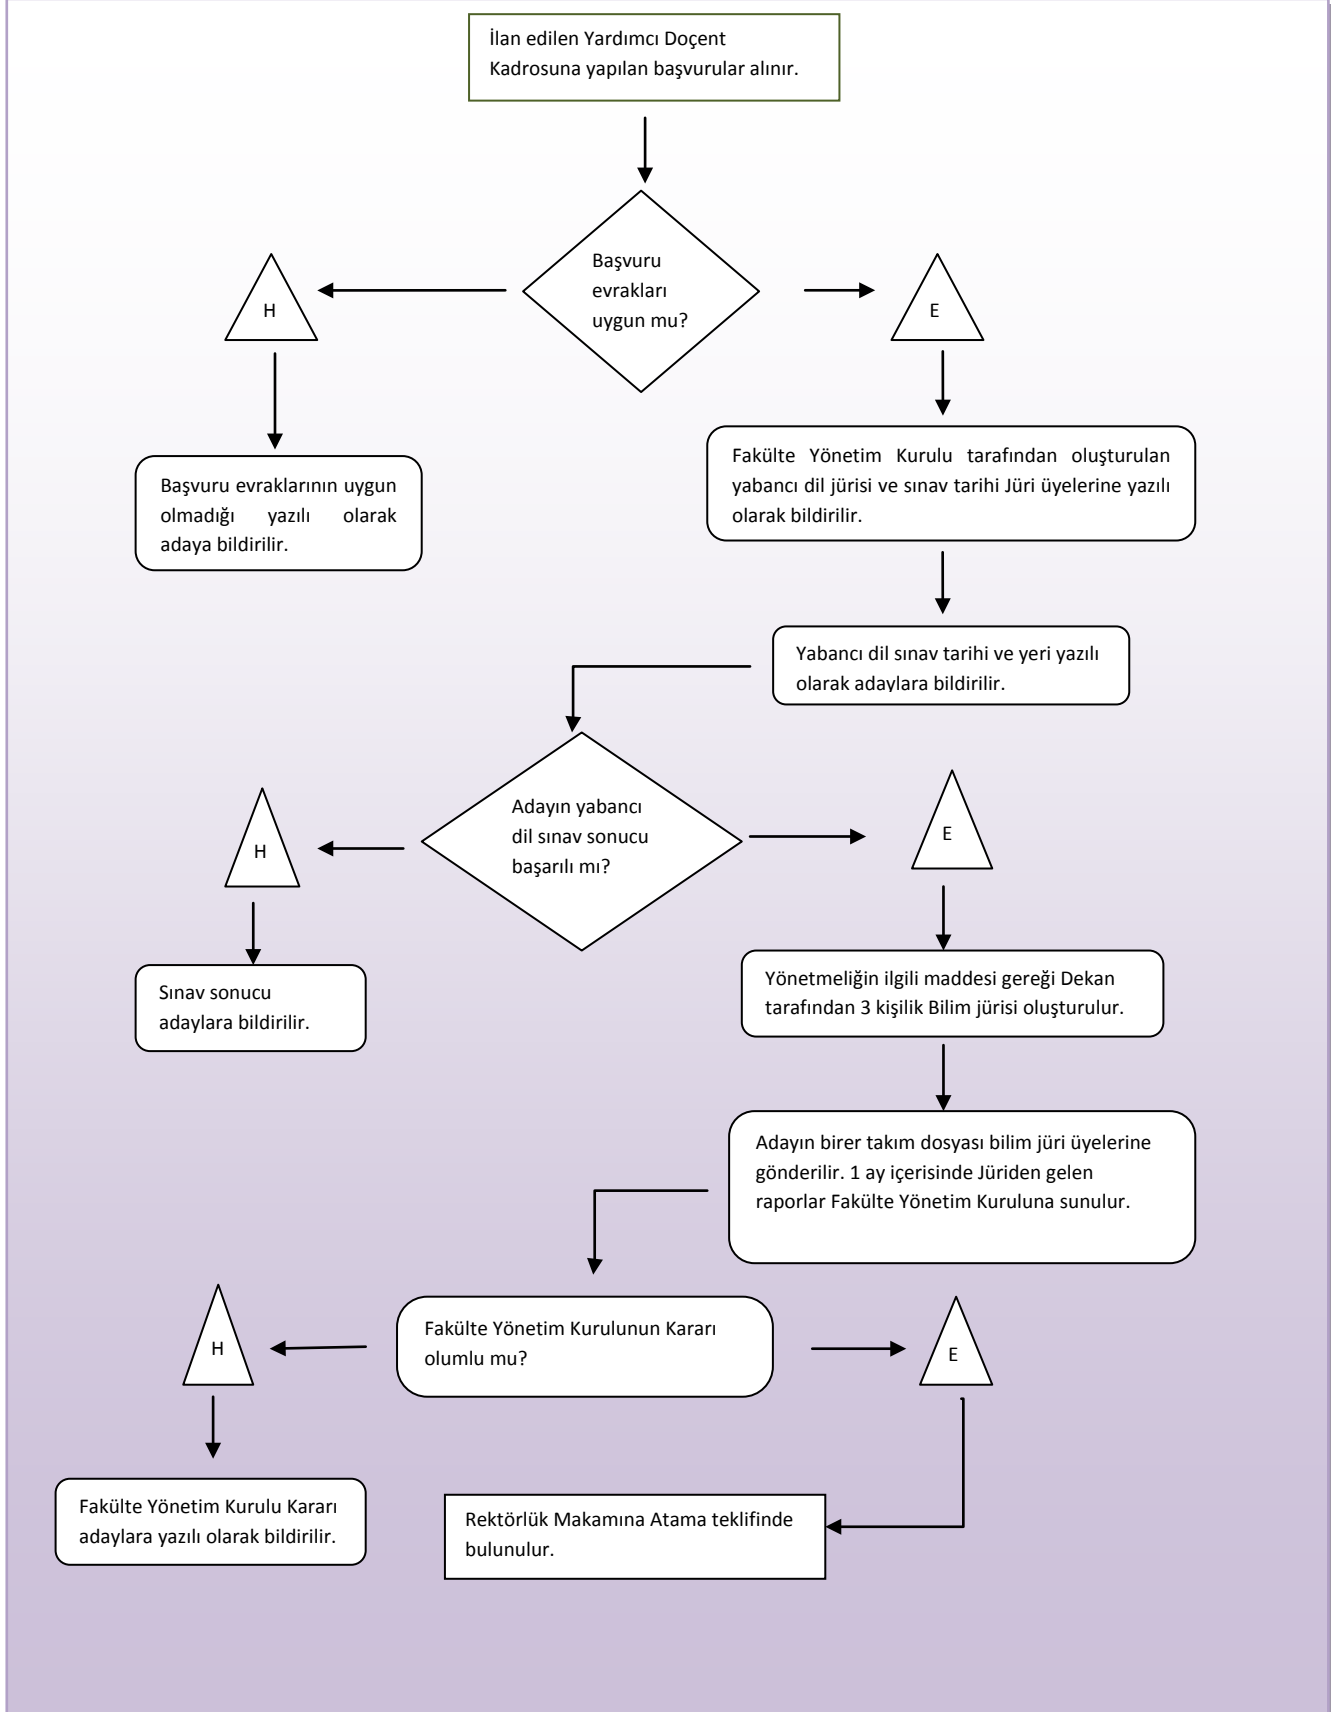 İlan edilen Yardımcı Doçent
Kadrosuna yapılan başvurular alınır.
Başvuru
evrakları
uygun mu?
H
E
Başvuru evraklarının uygun
olmadığı yazılı olarak
adaya bildirilir.
Fakülte Yönetim Kurulu tarafından oluşturulan
yabancı dil jürisi ve sınav tarihi Jüri üyelerine yazılı
olarak bildirilir.
Yabancı dil sınav tarihi ve yeri yazılı
olarak adaylara bildirilir.
Adayın yabancı
dil sınav sonucu
başarılı mı?
H
E
Sınav sonucu
adaylara bildirilir.
Yönetmeliğin ilgili maddesi gereği Dekan
tarafından 3 kişilik Bilim jürisi oluşturulur.
Adayın birer takım dosyası bilim jüri üyelerine
gönderilir. 1 ay içerisinde Jüriden gelen
raporlar Fakülte Yönetim Kuruluna sunulur.
Fakülte Yönetim Kurulunun Kararı
olumlu mu?
H
E
Fakülte Yönetim Kurulu Kararı
adaylara yazılı olarak bildirilir.
Rektörlük Makamına Atama teklifinde
bulunulur.